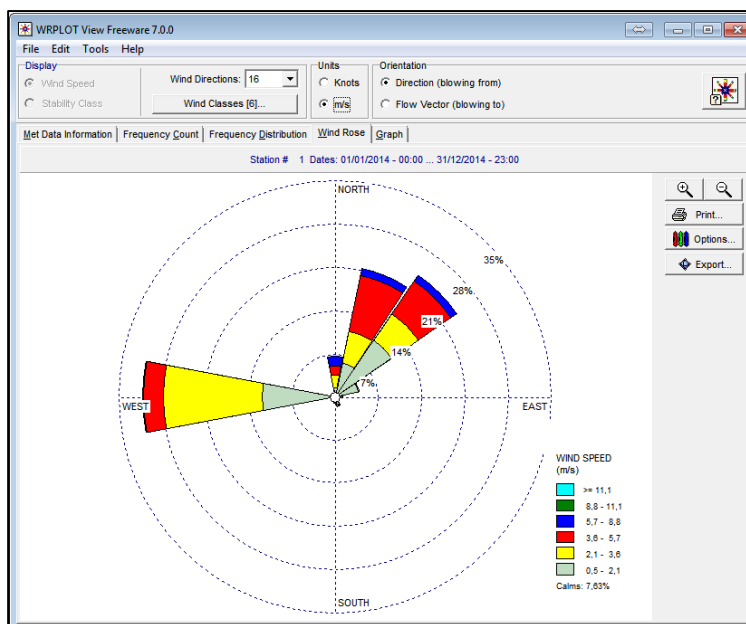 WRPLOT View Freeware 7.0.0
File Edit Tools Help
Display
Wind Speed
Stability Class
Wind Directions: 16
Wind Classes [6]...
Units
Knots
m/s
Orientation
Direction (blowing from)
Flow Vector (blowing to)
Met Data Information
Frequency Count
Frequency Distribution
Wind Rose
Graph
Station # 1 Dates: 01/01/2014 - 00:00 ... 31/12/2014 - 23:00
NORTH
35%
28%
21%
14%
7%
WEST
EAST
SOUTH
WIND SPEED
(m/s)
>= 11,1
8,8 - 11,1
5,7 - 8,8
3,6 - 5,7
2,1 - 3,6
0,5 - 2,1
Calms: 7,63%
Print...
Options...
Export...